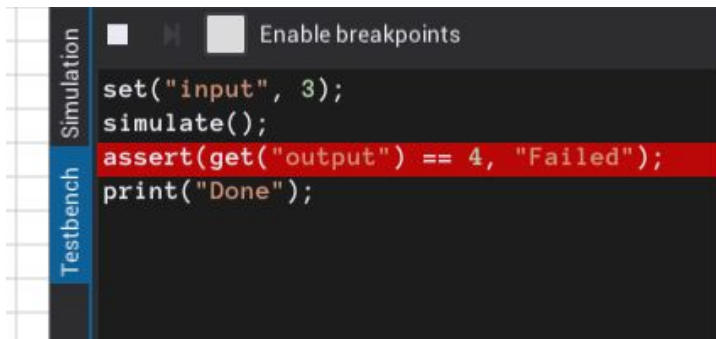 Enable breakpoints
Simulation
Testbench
set("input", 3);
simulate();
assert(get("output") == 4, "Failed");
print("Done");